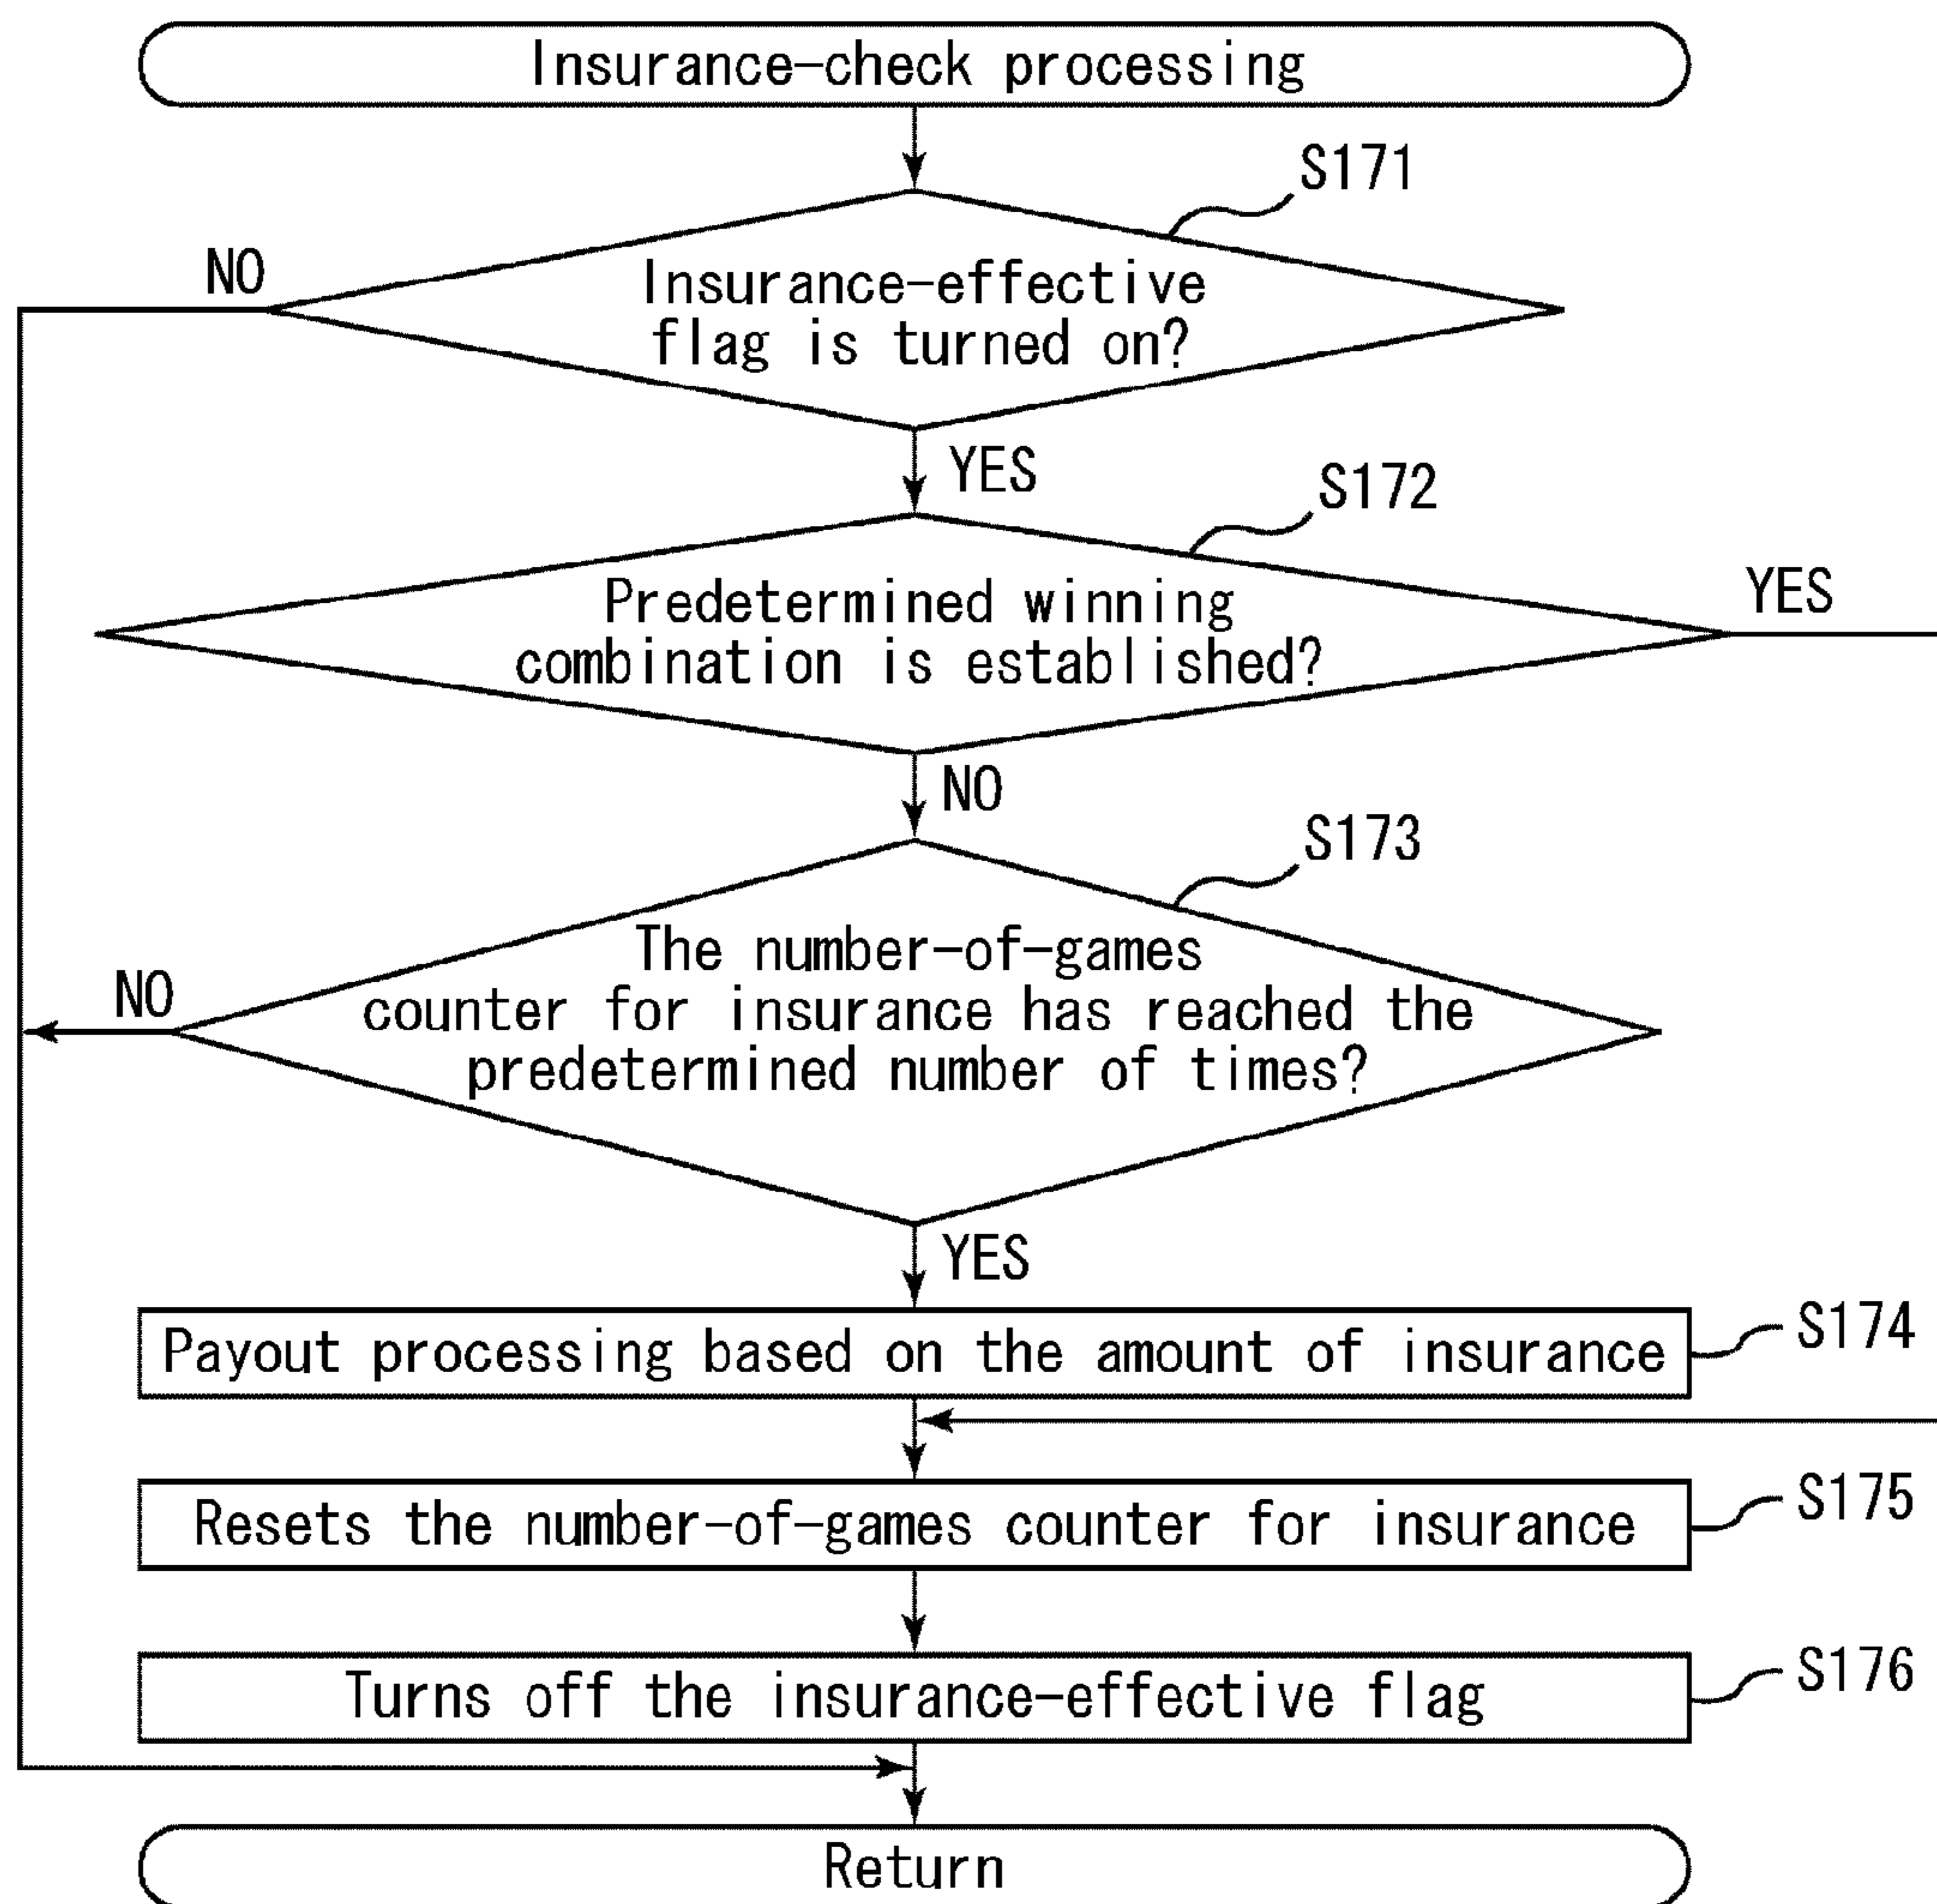 Insurance-check processing
S171
NO
Insurance-effective
flag is turned on?
YES
S172
YES
Predetermined winning
combination is established?
NO
S173
The number-of-games
NO
counter for insurance has reached the
predetermined number of times?
YES
Payout processing based on the amount of insurance
S174
Resets the number-of-games counter for insurance
S175
Turns off the insurance-effective flag
S176
Return